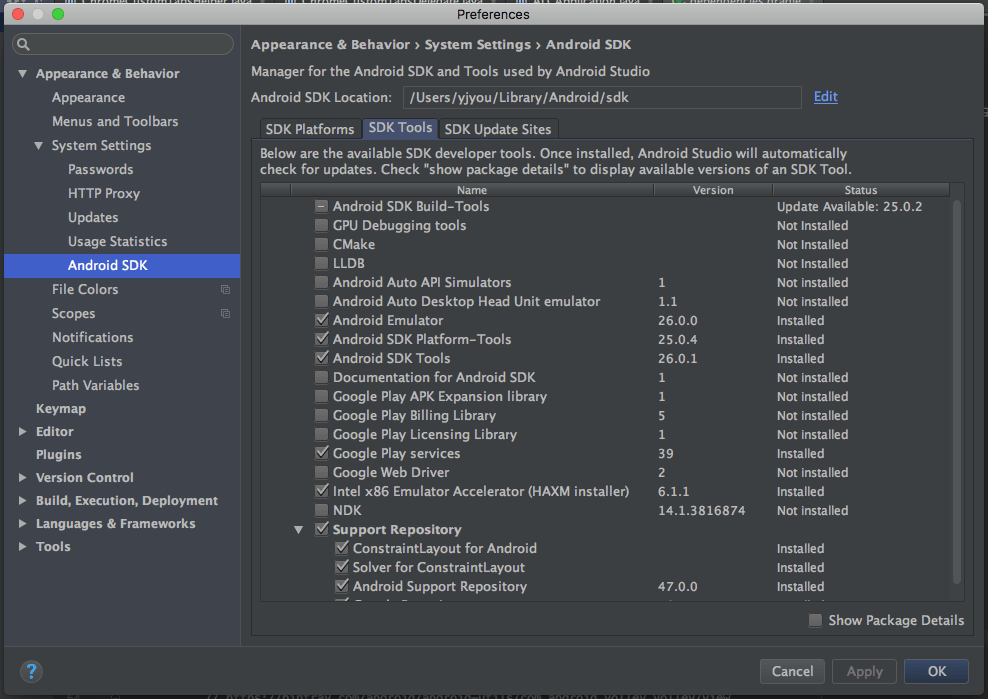 Preferences
Appearance & Behavior › System Settings › Android SDK
Manager for the Android SDK and Tools used by Android Studio
Android SDK Location: /Users/yjyou/Library/Android/sdk Edit
SDK Platforms SDK Tools SDK Update Sites
Below are the available SDK developer tools. Once installed, Android Studio will automatically
check for updates. Check "show package details" to display available versions of an SDK Tool.
Name Version Status
Android SDK Build-Tools Update Available: 25.0.2
GPU Debugging tools Not Installed
CMake Not Installed
LLDB Not Installed
Android Auto API Simulators 1 Not installed
Android Auto Desktop Head Unit emulator 1.1 Not installed
Android Emulator 26.0.0 Installed
Android SDK Platform-Tools 25.0.4 Installed
Android SDK Tools 26.0.1 Installed
Documentation for Android SDK 1 Not installed
Google Play APK Expansion library 1 Not installed
Google Play Billing Library 5 Not installed
Google Play Licensing Library 1 Not installed
Google Play services 39 Installed
Google Web Driver 2 Not installed
Intel x86 Emulator Accelerator (HAXM installer) 6.1.1 Installed
NDK 14.1.3816874 Not installed
Support Repository
ConstraintLayout for Android Installed
Solver for ConstraintLayout Installed
Android Support Repository 47.0.0 Installed
Show Package Details
Appearance & Behavior
Appearance
Menus and Toolbars
System Settings
Passwords
HTTP Proxy
Updates
Usage Statistics
Android SDK
File Colors
Scopes
Notifications
Quick Lists
Path Variables
Keymap
Editor
Plugins
Version Control
Build, Execution, Deployment
Languages & Frameworks
Tools
? Cancel Apply OK